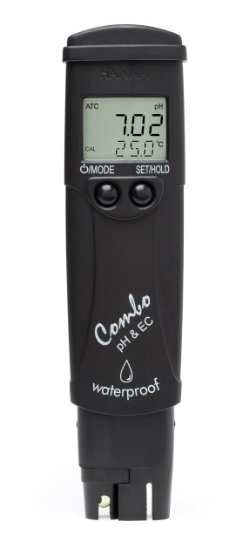 HANNA
ATC pH
7.02
CAL 25.0 °C
⏻/MODE SET/HOLD
Combo
pH & EC
waterproof